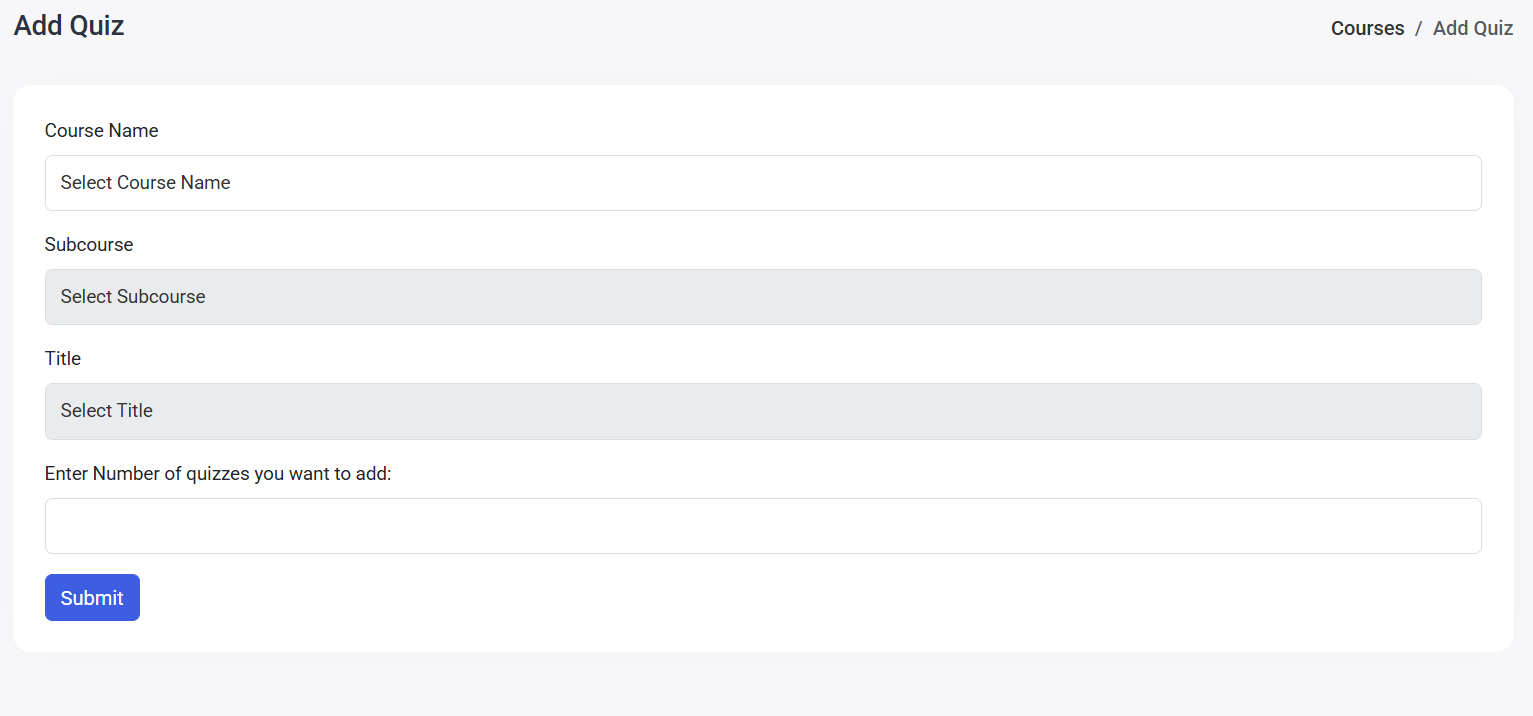 Add Quiz
Courses / Add Quiz
Course Name
Select Course Name
Subcourse
Select Subcourse
Title
Select Title
Enter Number of quizzes you want to add:
Submit